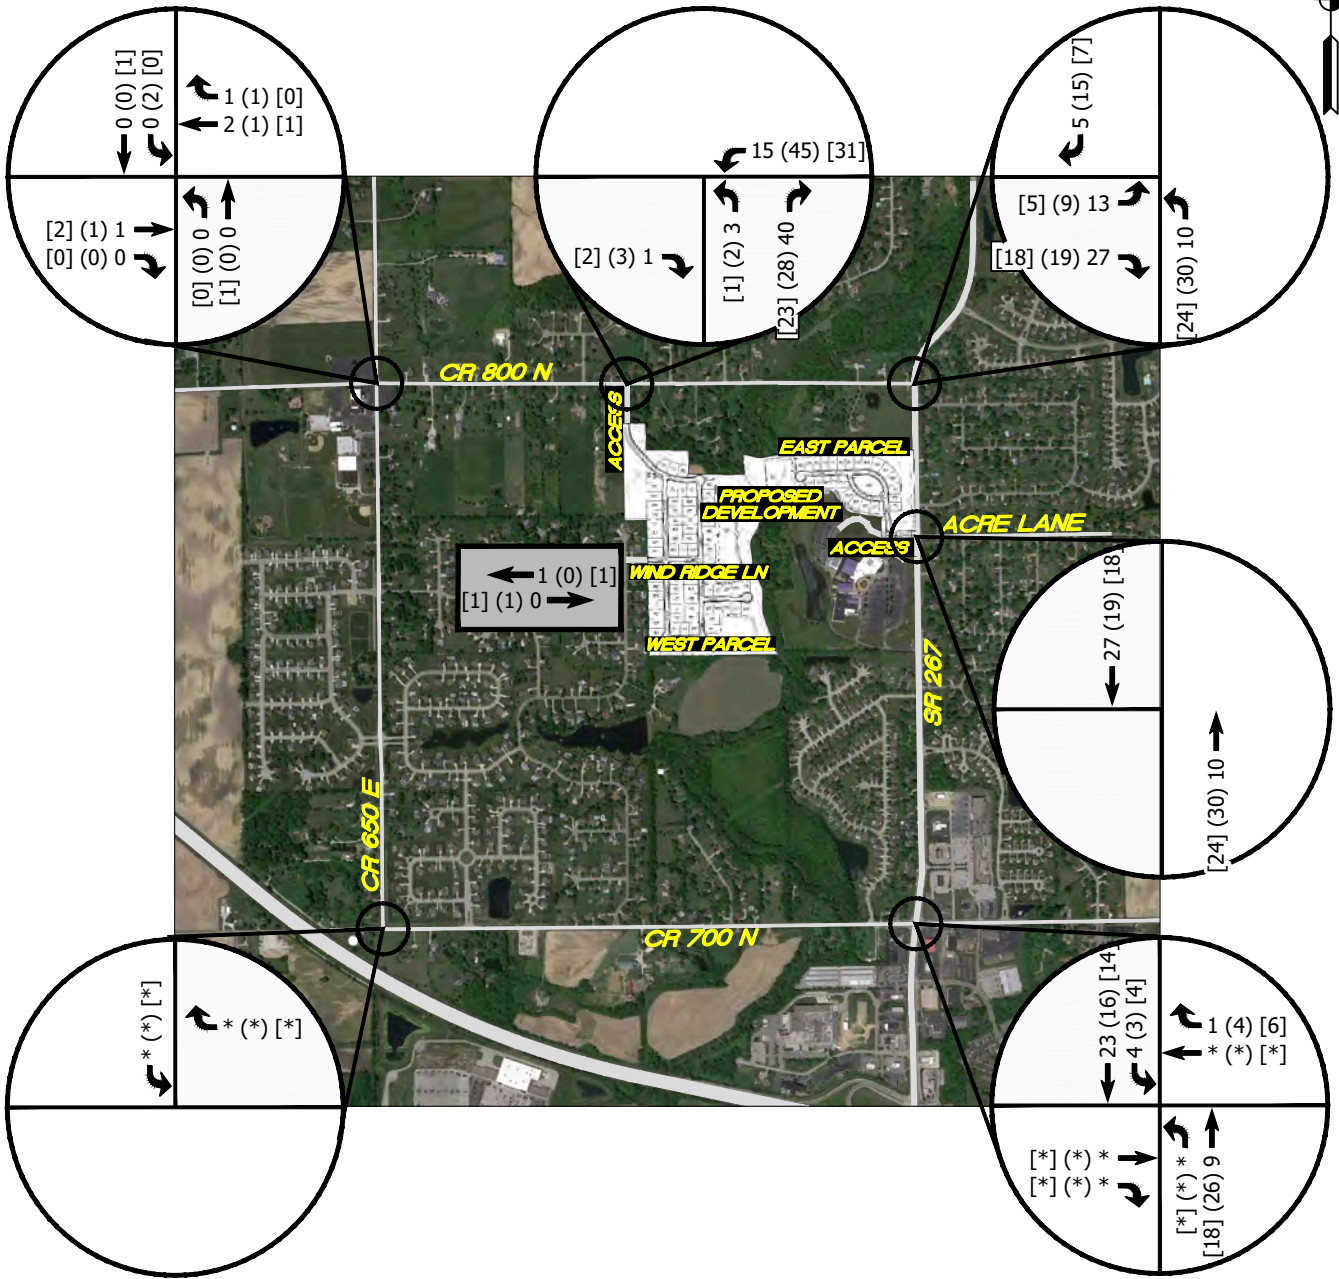 0 (0) [1]
0 (2) [0]
1 (1) [0]
2 (1) [1]
[2] (1) 1
[0] (0) 0
[0] (0) 0
[1] (0) 0
15 (45) [31]
[2] (3) 1
[1] (2) 3
[23] (28) 40
5 (15) [7]
[5] (9) 13
[18] (19) 27
[24] (30) 10
CR 800 N
ACCESS
EAST PARCEL
PROPOSED
DEVELOPMENT
ACRE LANE
ACCESS
1 (0) [1]
[1] (1) 0
WIND RIDGE LN
WEST PARCEL
SR 267
27 (19) [18]
[24] (30) 10
CR 650 E
CR 700 N
* (*) [*]
* (*) [*]
23 (16) [14]
4 (3) [4]
1 (4) [6]
* (*) [*]
[*] (*) *
[*] (*) *
[*] (*) *
[18] (26) 9